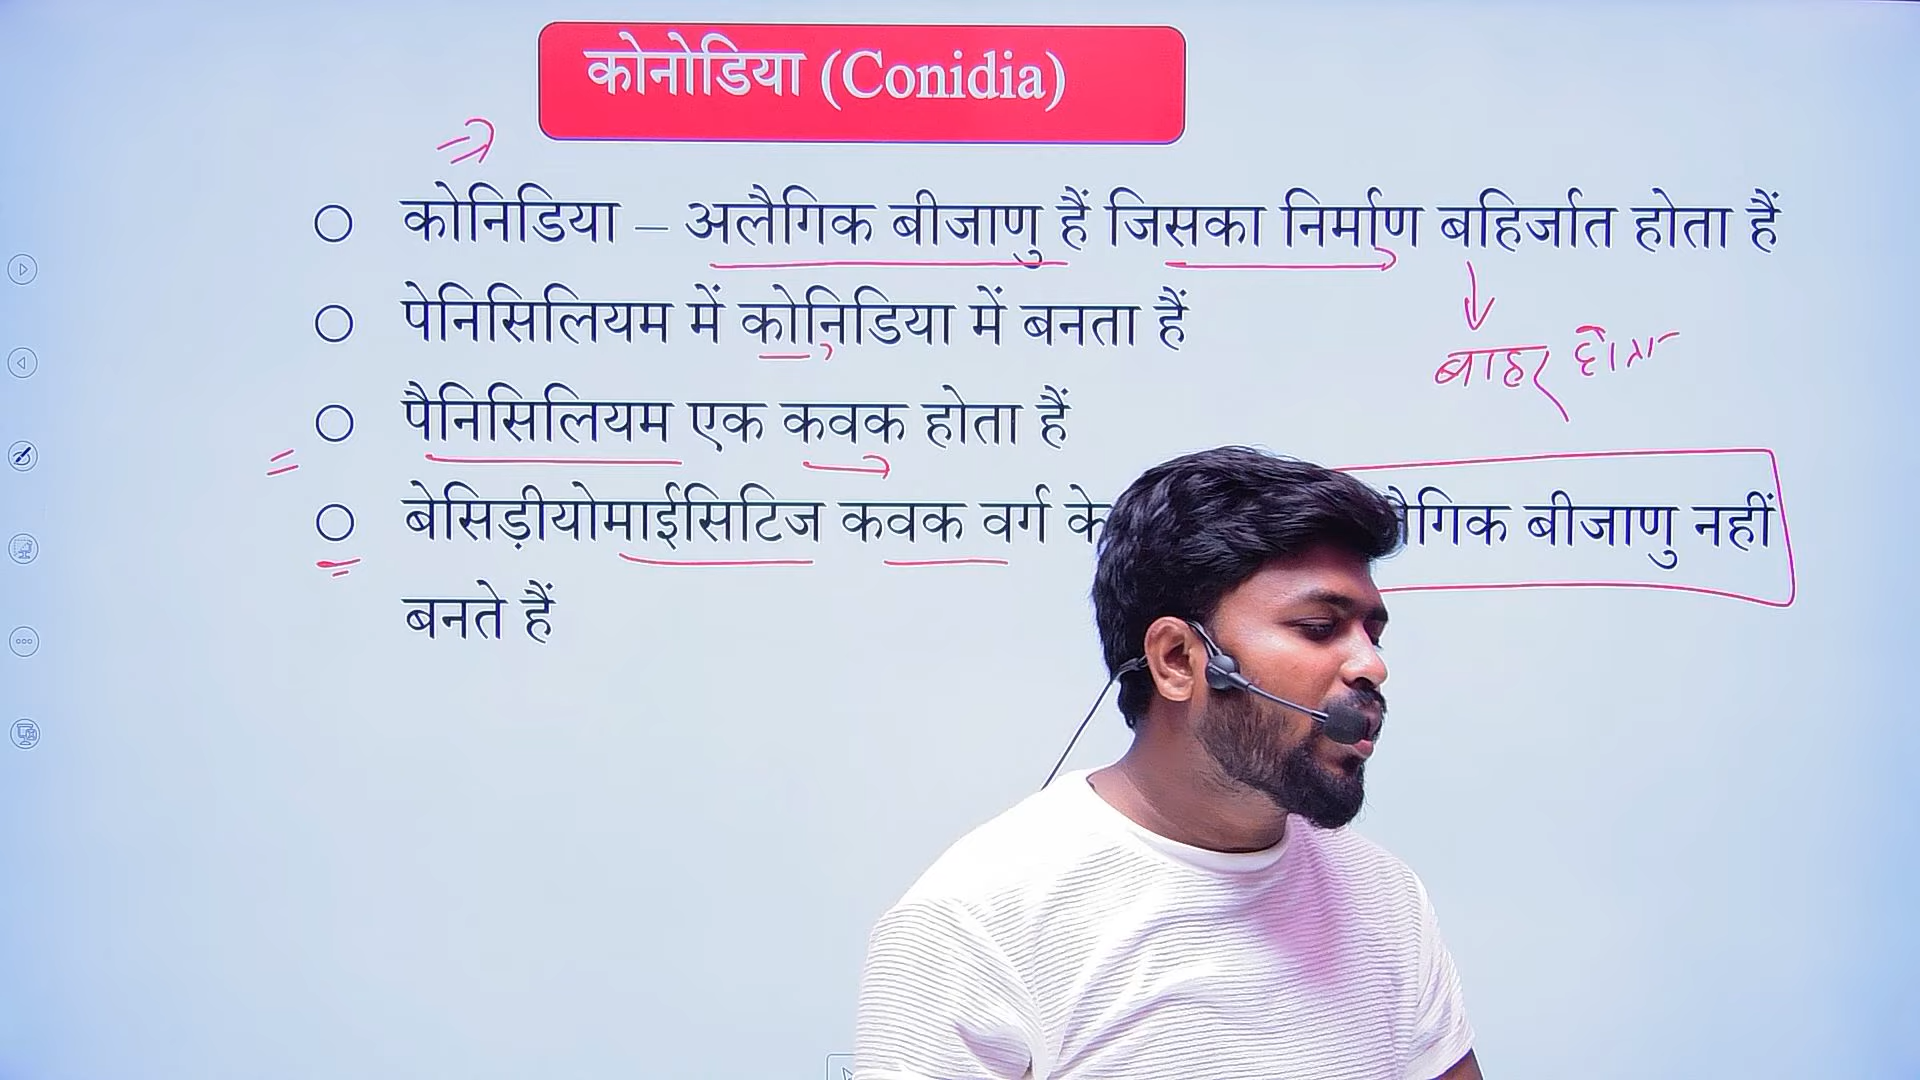 कोनोडिया (Conidia)
कोनिडिया – अलैगिक बीजाणु हैं जिसका निर्माण बहिर्जात होता हैं
पेनिसिलियम में कोनिडिया में बनता हैं
बाहर होता
पैनिसिलियम एक कवक होता हैं
बेसिड़ीयोमाईसिटिज कवक वर्ग के बीजाणु नहीं
बनते हैं